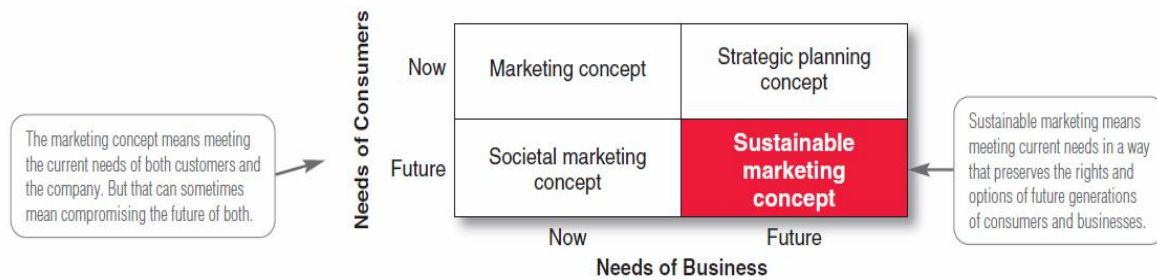 Needs of Consumers
Now
Marketing concept
Strategic planning
concept
The marketing concept means meeting
the current needs of both customers and
the company. But that can sometimes
mean compromising the future of both.
Future
Societal marketing
concept
Sustainable
marketing
concept
Sustainable marketing means
meeting current needs in a way
that preserves the rights and
options of future generations
of consumers and businesses.
Now
Future
Needs of Business